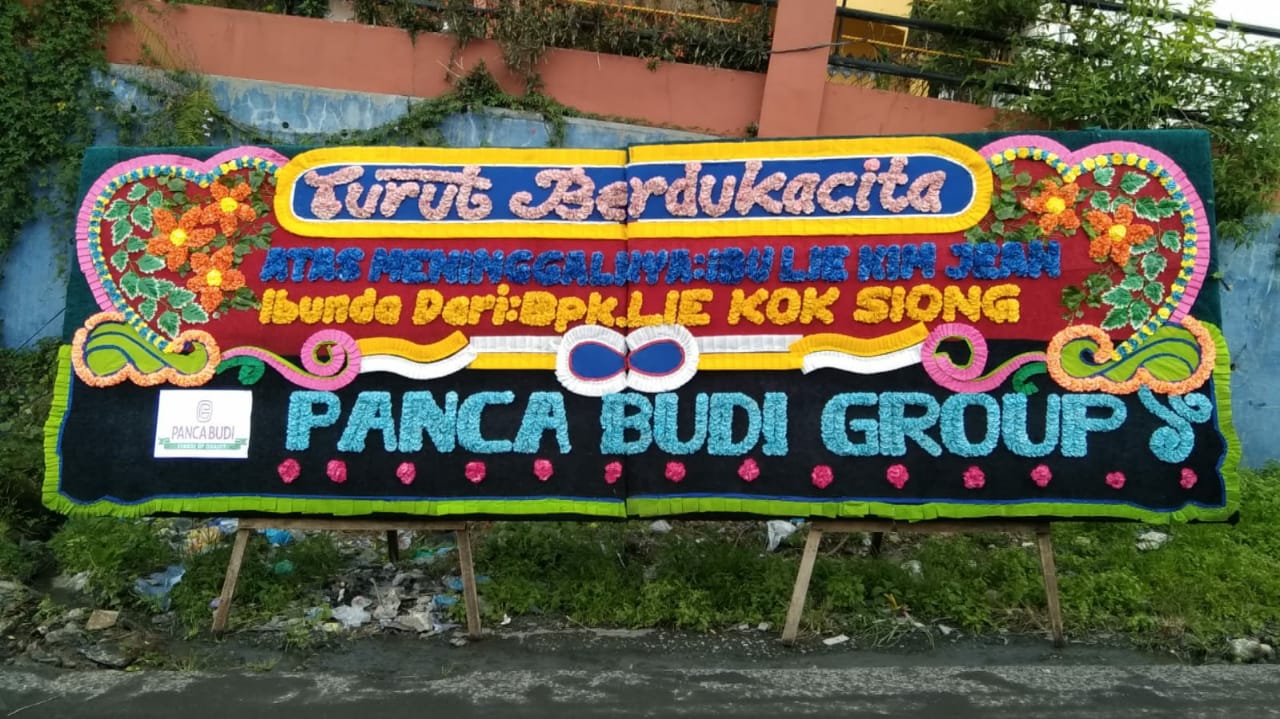 Turut Berdukacita
ATAS MENINGGALNYA:IBU LIE KIM JEAN
Ibunda Dari:Bpk.LIE KOK SIONG
PANCA BUDI GROUP
PANCA BUDI